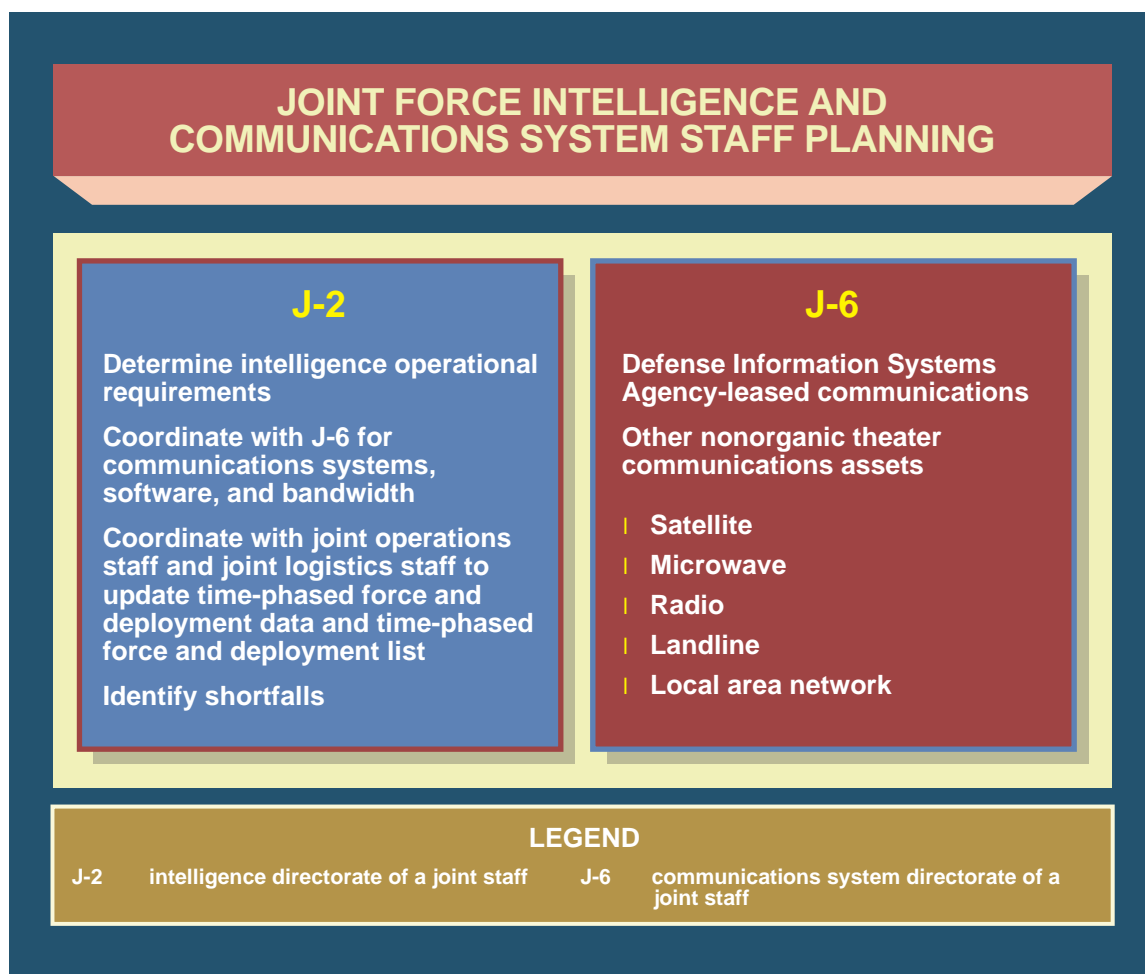 JOINT FORCE INTELLIGENCE AND
COMMUNICATIONS SYSTEM STAFF PLANNING
J-2
Determine intelligence operational
requirements
Coordinate with J-6 for
communications systems,
software, and bandwidth
Coordinate with joint operations
staff and joint logistics staff to
update time-phased force and
deployment data and time-phased
force and deployment list
Identify shortfalls
J-6
Defense Information Systems
Agency-leased communications
Other nonorganic theater
communications assets
l Satellite
l Microwave
l Radio
l Landline
l Local area network
LEGEND
J-2 intelligence directorate of a joint staff
J-6 communications system directorate of a
joint staff